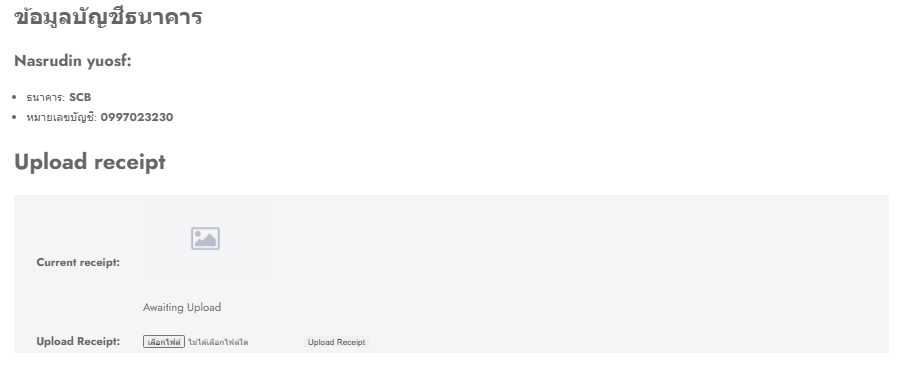 ข้อมูลบัญชีธนาคาร
Nasrudin yuosf:
ธนาคาร: SCB
หมายเลขบัญชี: 0997023230
Upload receipt
Current receipt:
Awaiting Upload
Upload Receipt: เลือกไฟล์ ไม่ได้เลือกไฟล์ใด Upload Receipt